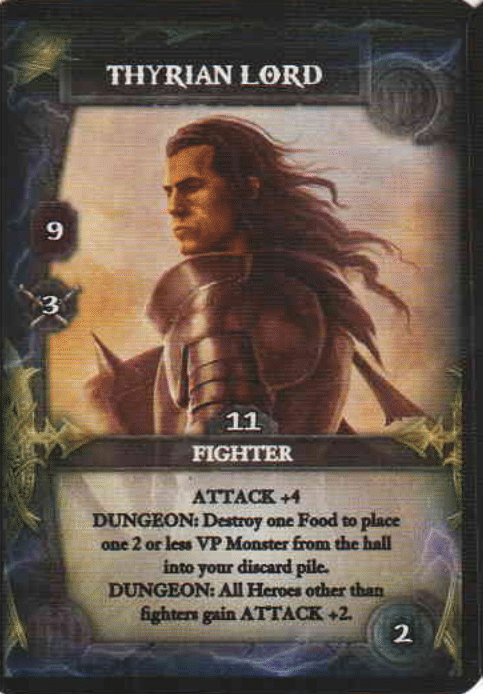 THYRIAN LORD
9
3
11
FIGHTER
ATTACK +4
DUNGEON: Destroy one Food to place
one 2 or less VP Monster from the hall
into your discard pile.
DUNGEON: All Heroes other than
fighters gain ATTACK +2.
2